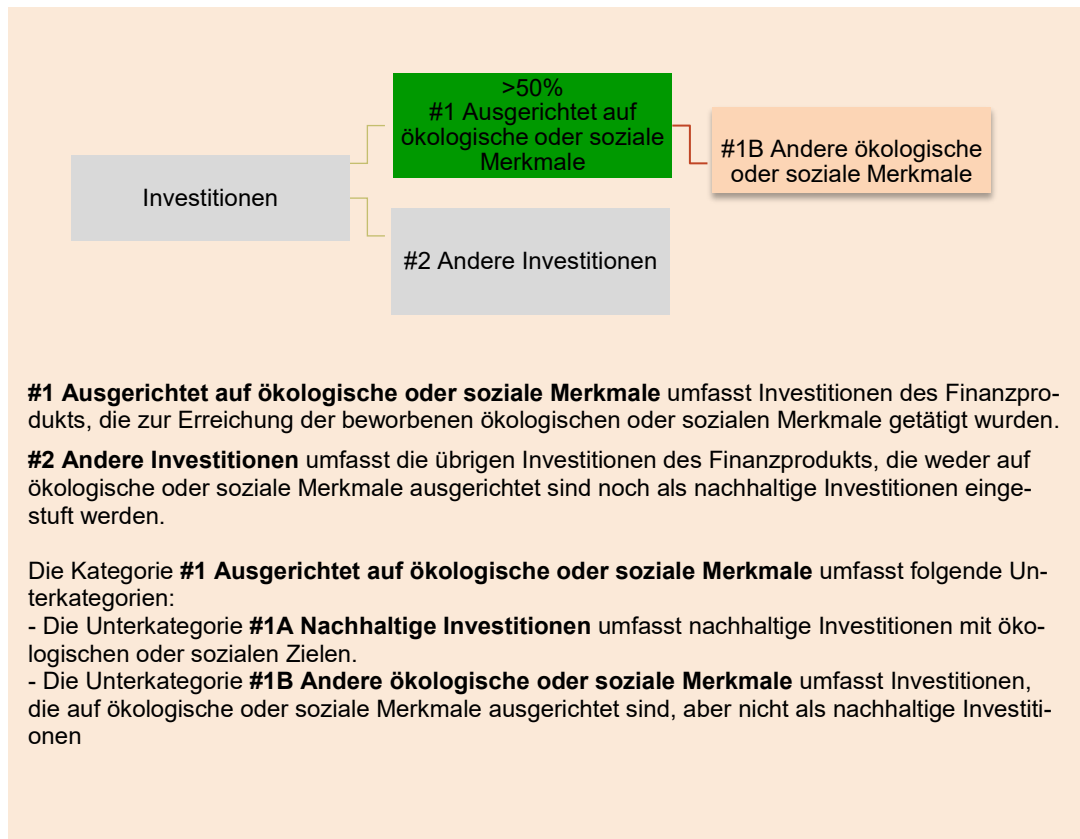 >50%
#1 Ausgerichtet auf
ökologische oder soziale
Merkmale
#1B Andere ökologische
oder soziale Merkmale
Investitionen
#2 Andere Investitionen
#1 Ausgerichtet auf ökologische oder soziale Merkmale umfasst Investitionen des Finanzpro-
dukts, die zur Erreichung der beworbenen ökologischen oder sozialen Merkmale getätigt wurden.
#2 Andere Investitionen umfasst die übrigen Investitionen des Finanzprodukts, die weder auf
ökologische oder soziale Merkmale ausgerichtet sind noch als nachhaltige Investitionen einge-
stuft werden.
Die Kategorie #1 Ausgerichtet auf ökologische oder soziale Merkmale umfasst folgende Un-
terkategorien:
- Die Unterkategorie #1A Nachhaltige Investitionen umfasst nachhaltige Investitionen mit öko-
logischen oder sozialen Zielen.
- Die Unterkategorie #1B Andere ökologische oder soziale Merkmale umfasst Investitionen,
die auf ökologische oder soziale Merkmale ausgerichtet sind, aber nicht als nachhaltige Investiti-
onen